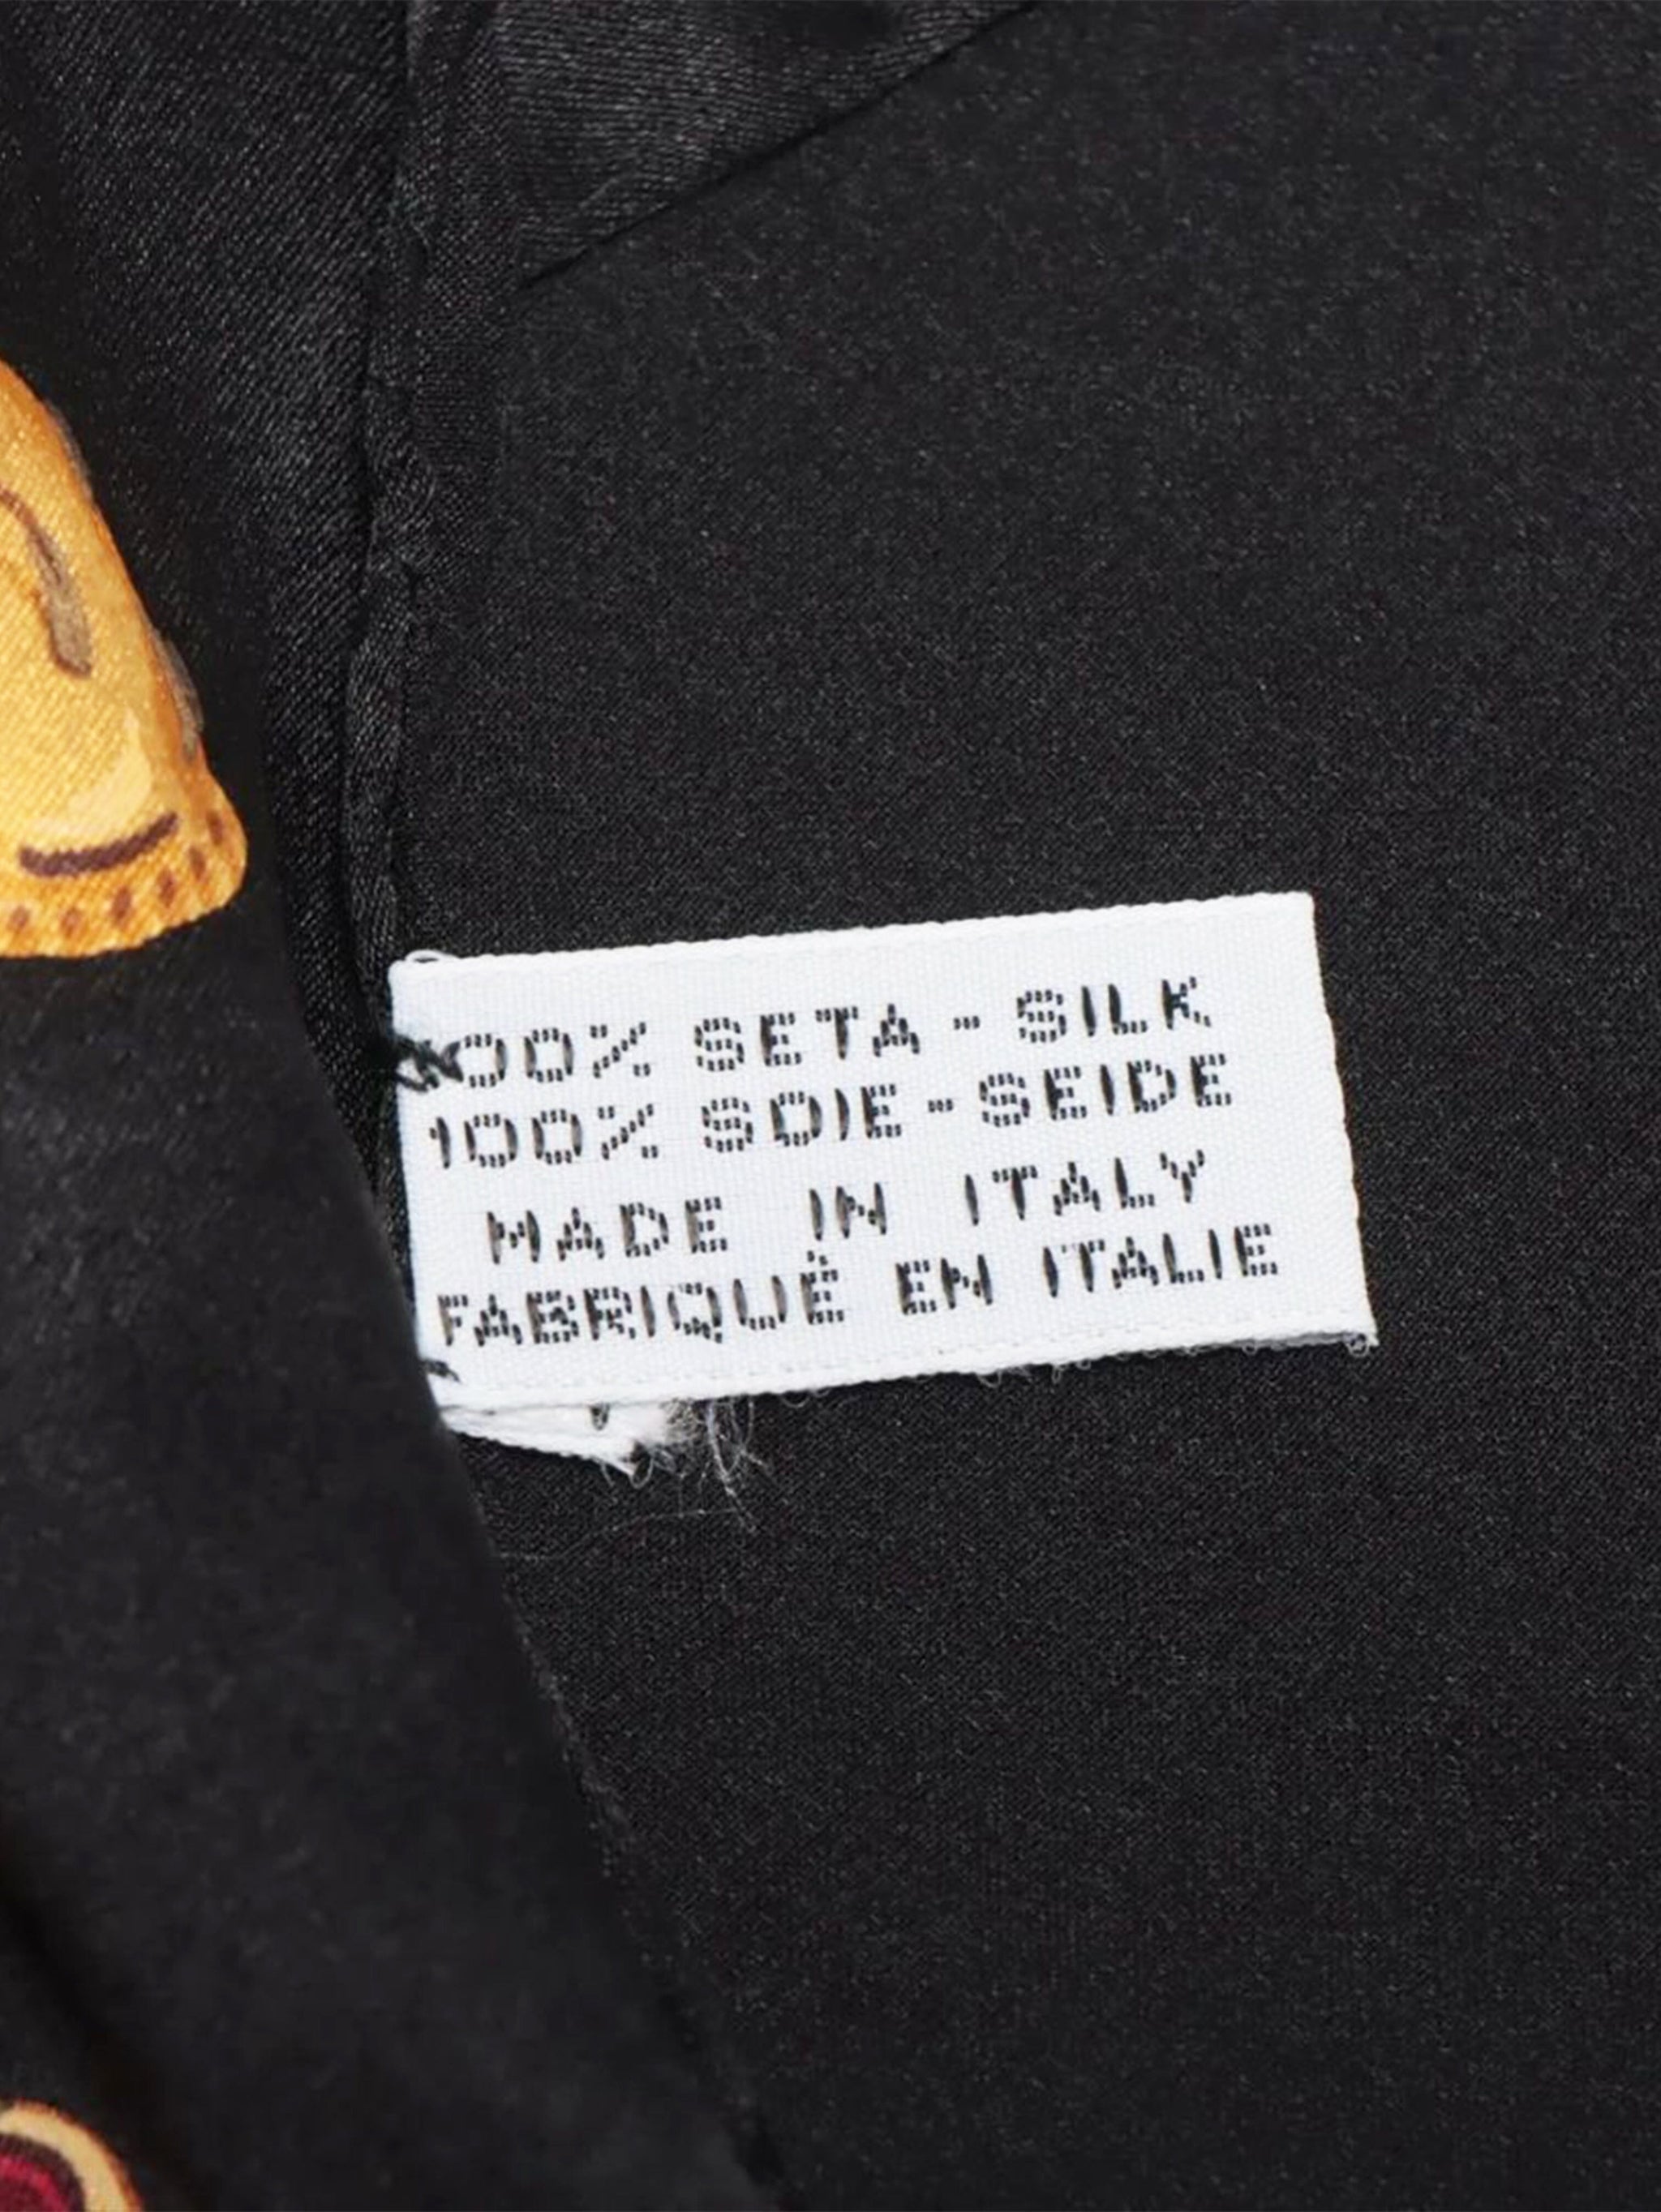 100% SETA - SILK
100% SOIE - SEIDE
MADE IN ITALY
FABRIQUÉ EN ITALIE